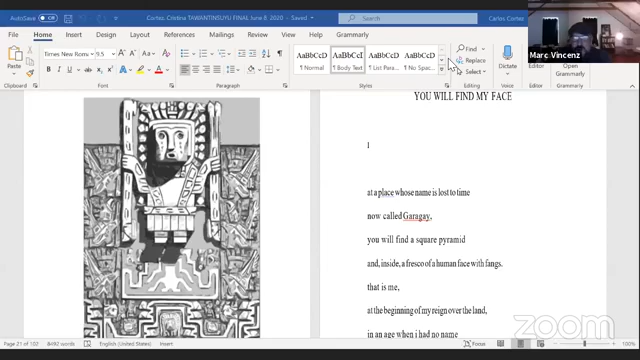 AutoSave Off
Cortes, Cristina TAWANTINSUYU FINAL June 8, 2020 - Saved
Search
Carlos Cortes
File Home Insert Draw Design Layout References Mailings Review View Help Grammarly
Paste
Times New Roma 9.5
AaBbCcD AaBbCcI AaBbCcD AaBbCcD
Normal Body Text List Para... No Spac...
Find
Replace
Select
Dictate
Editor
Open Grammarly
Marc Vincenz
Clipboard Font Paragraph Styles Editing Voice Editor Grammarly
YOU WILL FIND MY FACE
I
at a place whose name is lost to time
now called Garagay,
you will find a square pyramid
and, inside, a fresco of a human face with fangs.
that is me,
at the beginning of my reign over the land,
in an age when i had no name
zoom
Page 21 of 102 8492 words English (United States) Insert Focus 100%